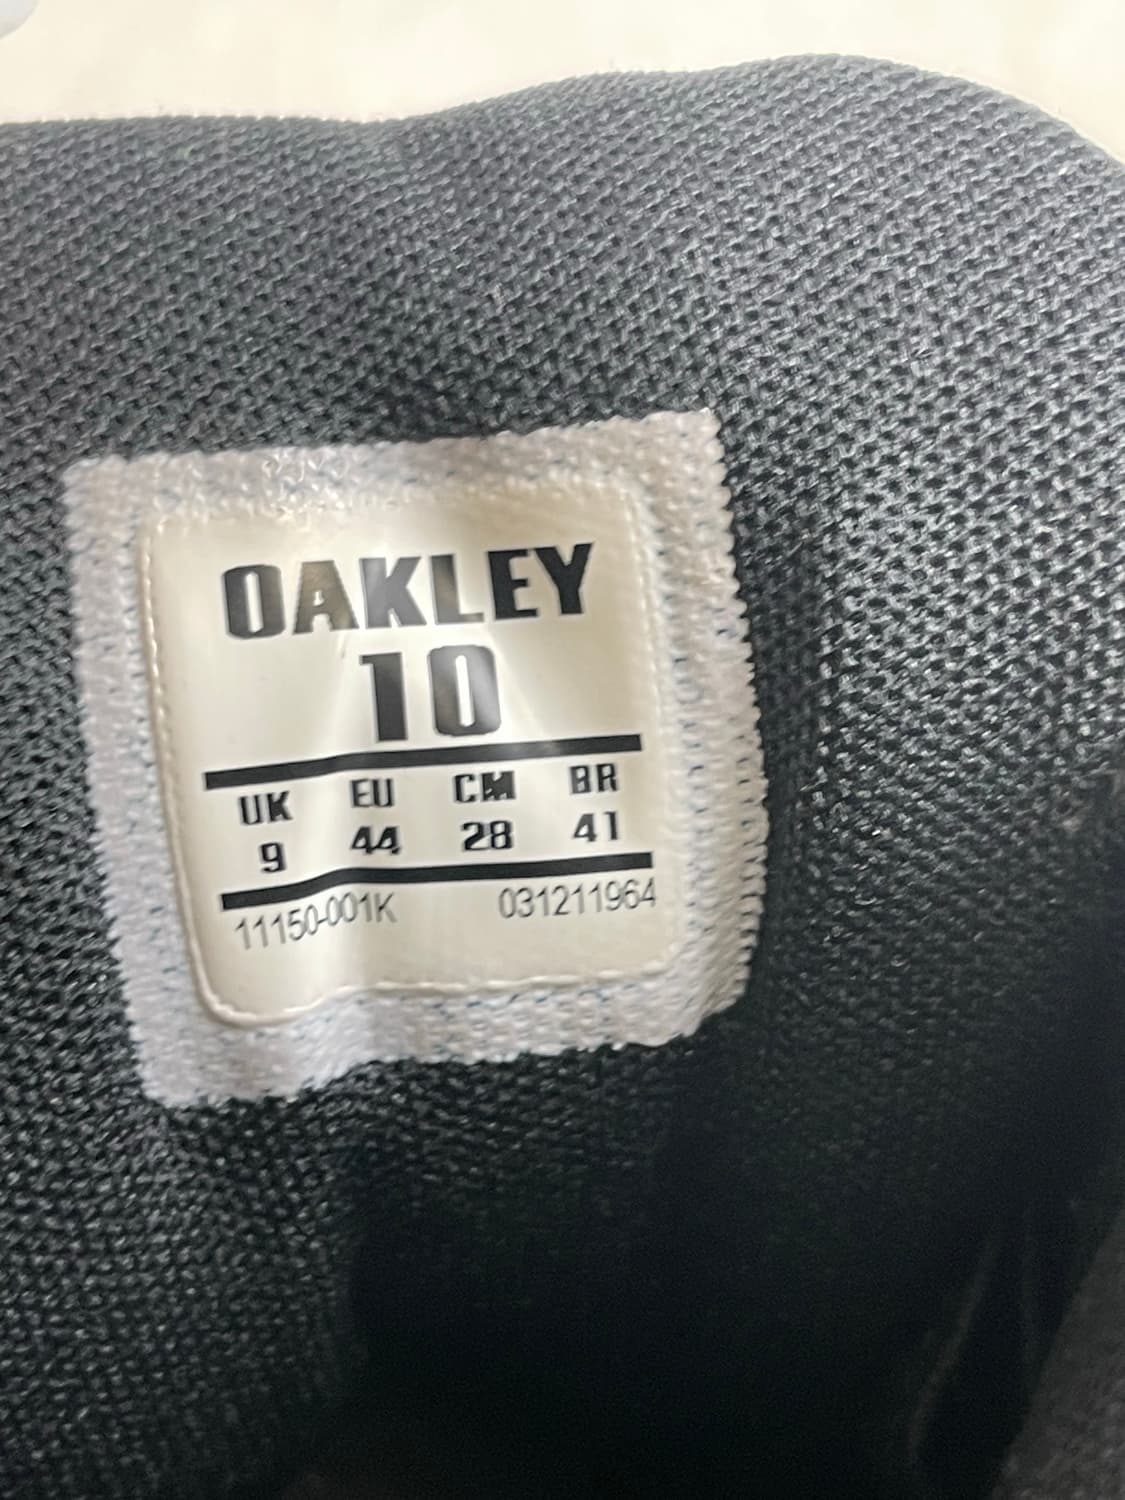 OAKLEY
10
UK EU CM BR
9 44 28 41
11150-001K 031211964